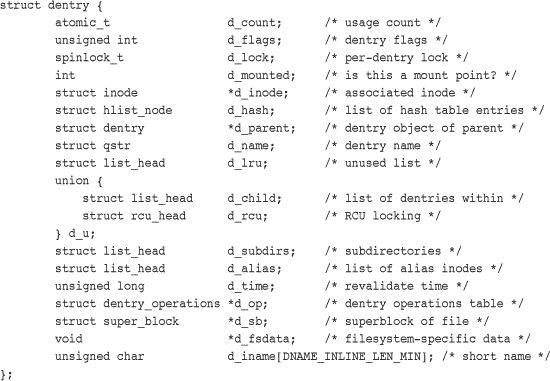 struct dentry {
        atomic_t                 d_count;      /* usage count */
        unsigned int             d_flags;      /* dentry flags */
        spinlock_t               d_lock;       /* per-dentry lock */
        int                      d_mounted;    /* is this a mount point? */
        struct inode             *d_inode;     /* associated inode */
        struct hlist_node        d_hash;       /* list of hash table entries */
        struct dentry            *d_parent;    /* dentry object of parent */
        struct qstr              d_name;       /* dentry name */
        struct list_head         d_lru;        /* unused list */
        union {
            struct list_head     d_child;      /* list of dentries within */
            struct rcu_head      d_rcu;        /* RCU locking */
        } d_u;
        struct list_head         d_subdirs;    /* subdirectories */
        struct list_head         d_alias;      /* list of alias inodes */
        unsigned long            d_time;       /* revalidate time */
        struct dentry_operations *d_op;        /* dentry operations table */
        struct super_block       *d_sb;        /* superblock of file */
        void                     *d_fsdata;    /* filesystem-specific data */
        unsigned char            d_iname[DNAME_INLINE_LEN_MIN]; /* short name */
};